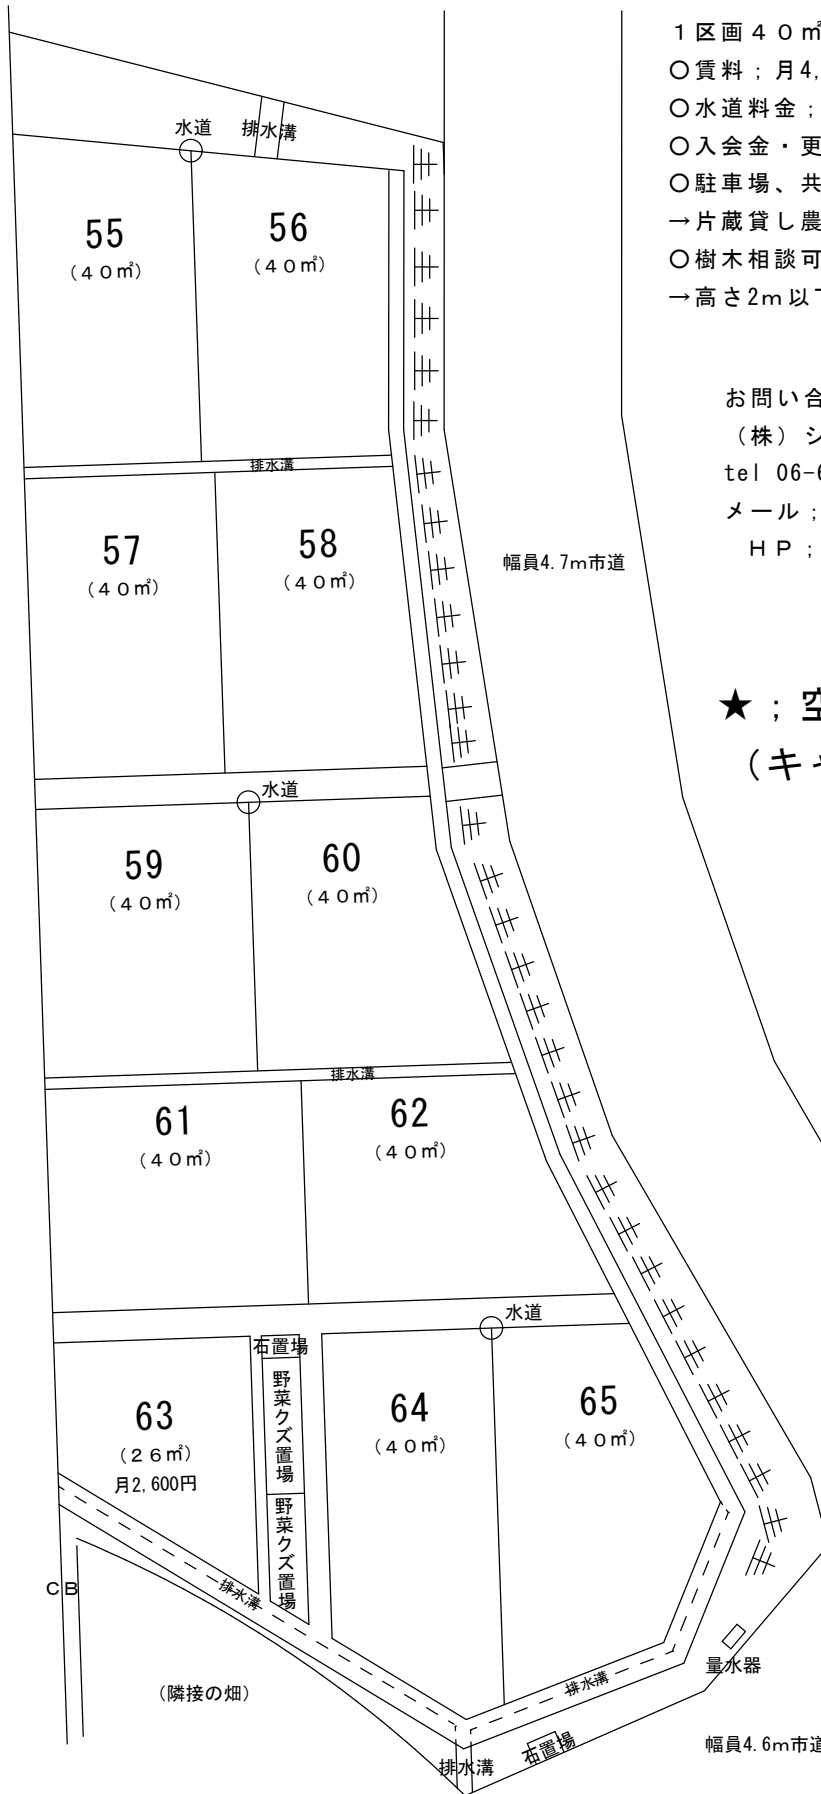 1区画40㎡
○賃料；月4,
○水道料金；
○入会金・更
○駐車場、共
→片蔵貸し農
○樹木相談可
→高さ2m以下
お問い合
（株）シ
tel 06-6
メール；
ＨＰ；
★；空
（キャ
水道
排水溝
55
（４０㎡）
56
（４０㎡）
排水溝
57
（４０㎡）
58
（４０㎡）
幅員4.7m市道
水道
59
（４０㎡）
60
（４０㎡）
排水溝
61
（４０㎡）
62
（４０㎡）
水道
石置場
野菜クズ置場
63
（２６㎡）
月2,600円
64
（４０㎡）
65
（４０㎡）
野菜クズ置場
ＣＢ
排水溝
（隣接の畑）
排水溝
量水器
石置場
排水溝
幅員4.6m市道